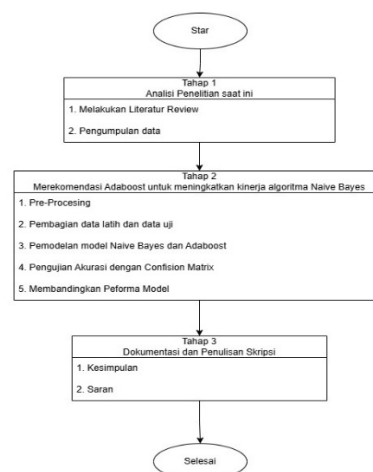 Star
Tahap 1
Analisi Penelitian saat ini
1. Melakukan Literatur Review
2. Pengumpulan data
Tahap 2
Merekomendasi Adaboost untuk meningkatkan kinerja algoritma Naive Bayes
1. Pre-Procesing
2. Pembagian data latih dan data uji
3. Pemodelan model Naive Bayes dan Adaboost
4. Pengujian Akurasi dengan Confision Matrix
5. Membandingkan Peforma Model
Tahap 3
Dokumentasi dan Penulisan Skripsi
1. Kesimpulan
2. Saran
Selesai